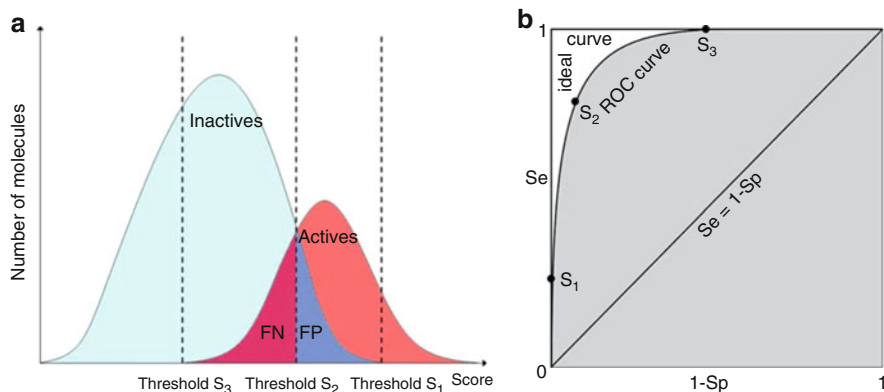 a
Number of molecules
Inactives
Actives
FN
FP
Threshold S3
Threshold S2
Threshold S1
Score
b
1
ideal
curve
ROC curve
S3
S2
S1
Se
Se = 1-Sp
0
1-Sp
1